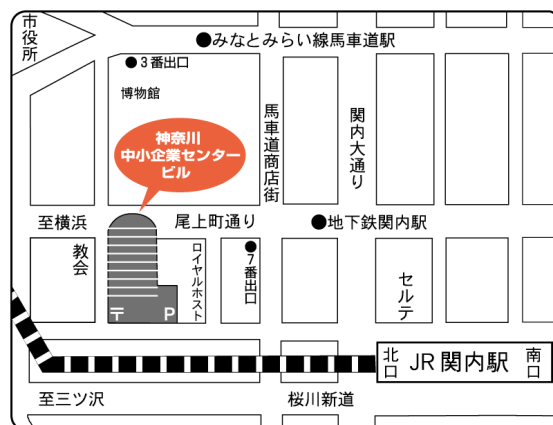 市役所
●みなとみらい線馬車道駅
●3番出口
博物館
神奈川
中小企業センター
ビル
馬車道商店街
関内大通り
至横浜
尾上町通り
●地下鉄関内駅
教会
ロイヤルホスト
●7番出口
セルテ
〒 P
北口
JR関内駅
南口
至三ツ沢
桜川新道